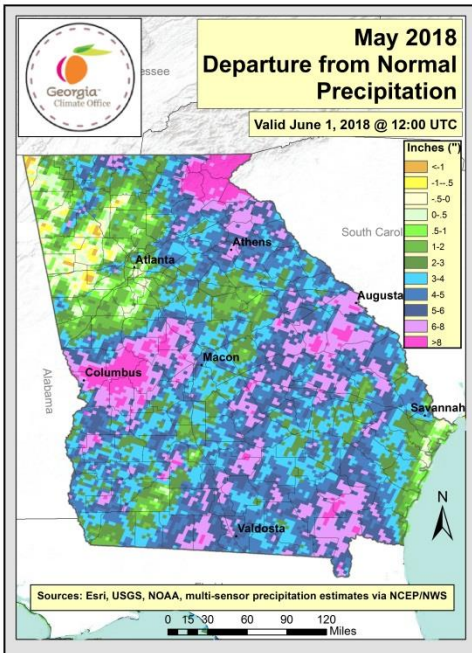 Georgia
Climate Office
May 2018
Departure from Normal
Precipitation
Valid June 1, 2018 @ 12:00 UTC
Inches (")
<-1
-1--.5
-.5-0
0-.5
.5-1
1-2
2-3
3-4
4-5
5-6
6-8
>8
South Carol
Atlanta
Athens
Augusta
Macon
Columbus
Alabama
Savannah
Valdosta
N
Sources: Esri, USGS, NOAA, multi-sensor precipitation estimates via NCEP/NWS
0 15 30 60 90 120
Miles